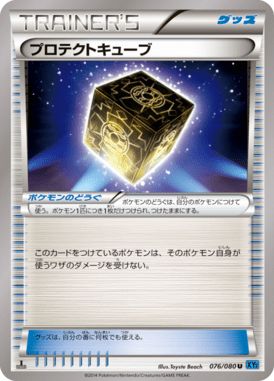 TRAINER'S グッズ
プロテクトキューブ
ポケモンのどうぐ
ポケモンのどうぐは、自分のポケモンにつけて
使う。ポケモン1匹につき1枚だけつけられ、つけたままにする。
このカードをつけているポケモンは、そのポケモン自身が
使うワザのダメージを受けない。
グッズは、自分の番に何枚でも使える。
Illus.Toyste Beach 076/080 U XY
©2014 Pokémon/Nintendo/Creatures/GAME FREAK.